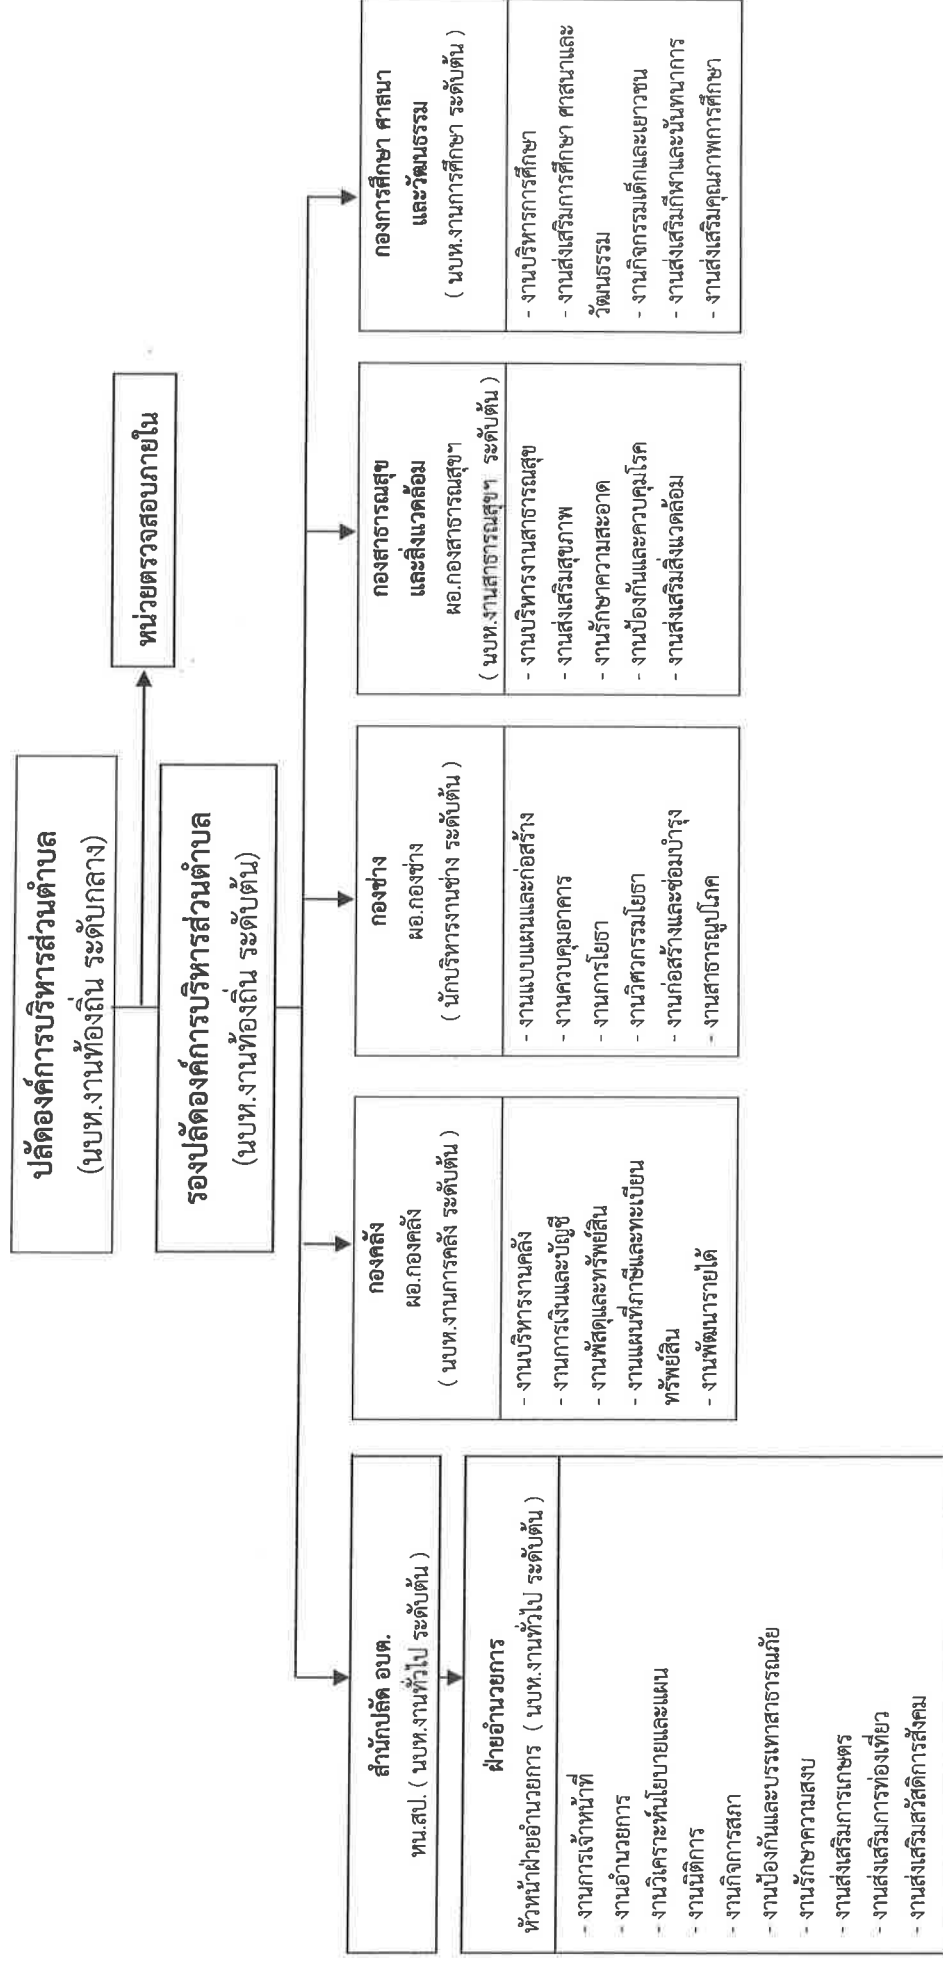 ปลัดองค์การบริหารส่วนตำบล
(นบห.งานท้องถิ่น ระดับกลาง)
หน่วยตรวจสอบภายใน
รองปลัดองค์การบริหารส่วนตำบล
(นบห.งานท้องถิ่น ระดับต้น)
สำนักปลัด อบต.
หน.สป. ( นบห.งานทั่วไป ระดับต้น )
ฝ่ายอำนวยการ
หัวหน้าฝ่ายอำนวยการ ( นบห.งานทั่วไป ระดับต้น )
- งานการเจ้าหน้าที่
- งานอำนวยการ
- งานวิเคราะห์นโยบายและแผน
- งานนิติการ
- งานกิจการสภา
- งานป้องกันและบรรเทาสาธารณภัย
- งานรักษาความสงบ
- งานส่งเสริมการเกษตร
- งานส่งเสริมการท่องเที่ยว
- งานส่งเสริมสวัสดิการสังคม
กองคลัง
ผอ.กองคลัง
( นบห.งานการคลัง ระดับต้น )
- งานบริหารงานคลัง
- งานการเงินและบัญชี
- งานพัสดุและทรัพย์สิน
- งานแผนที่ภาษีและทะเบียน
ทรัพย์สิน
- งานพัฒนารายได้
กองช่าง
ผอ.กองช่าง
( นักบริหารงานช่าง ระดับต้น )
- งานแบบแผนและก่อสร้าง
- งานควบคุมอาคาร
- งานการโยธา
- งานวิศวกรรมโยธา
- งานก่อสร้างและซ่อมบำรุง
- งานสาธารณูปโภค
กองสาธารณสุข
และสิ่งแวดล้อม
ผอ.กองสาธารณสุขฯ
( นบห.งานสาธารณสุขฯ ระดับต้น )
- งานบริหารงานสาธารณสุข
- งานส่งเสริมสุขภาพ
- งานรักษาความสะอาด
- งานป้องกันและควบคุมโรค
- งานส่งเสริมสิ่งแวดล้อม
กองการศึกษา ศาสนา
และวัฒนธรรม
( นบห.งานการศึกษา ระดับต้น )
- งานบริหารการศึกษา
- งานส่งเสริมการศึกษา ศาสนาและ
วัฒนธรรม
- งานกิจกรรมเด็กและเยาวชน
- งานส่งเสริมกีฬาและนันทนาการ
- งานส่งเสริมคุณภาพการศึกษา